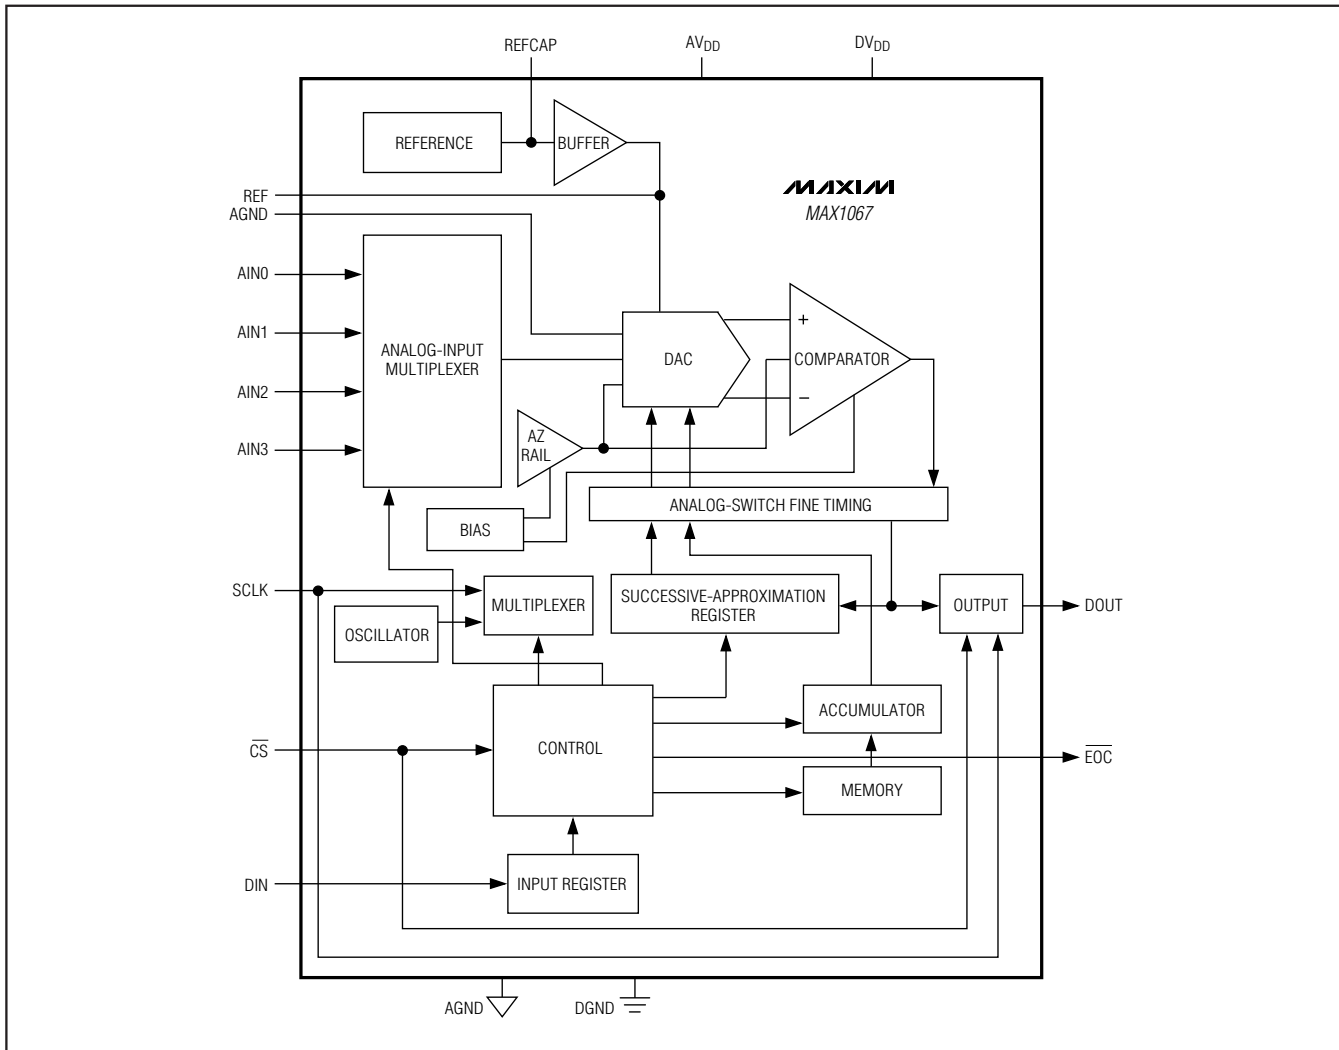 REFCAP
AVDD
DVDD
REFERENCE
BUFFER
REF
AGND
MAXIM
MAX1067
AIN0
AIN1
AIN2
AIN3
ANALOG-INPUT
MULTIPLEXER
DAC
+
COMPARATOR
−
AZ
RAIL
ANALOG-SWITCH FINE TIMING
BIAS
SCLK
MULTIPLEXER
OSCILLATOR
SUCCESSIVE-APPROXIMATION
REGISTER
OUTPUT
DOUT
ACCUMULATOR
C̅S̅
CONTROL
E̅O̅C̅
MEMORY
DIN
INPUT REGISTER
AGND
DGND